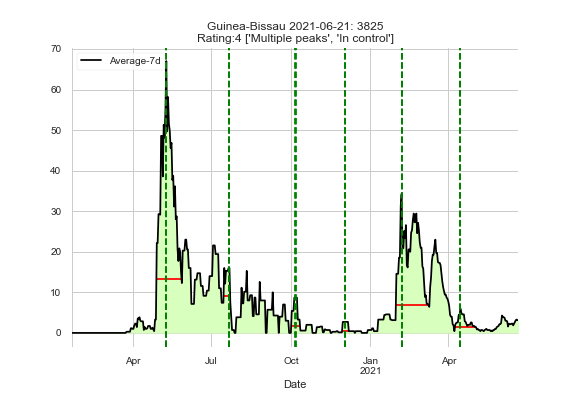 Guinea-Bissau 2021-06-21: 3825
Rating:4 ['Multiple peaks', 'In control']
70
Average-7d
60
50
40
30
20
10
0
Apr
Jul
Oct
Jan
2021
Apr
Date